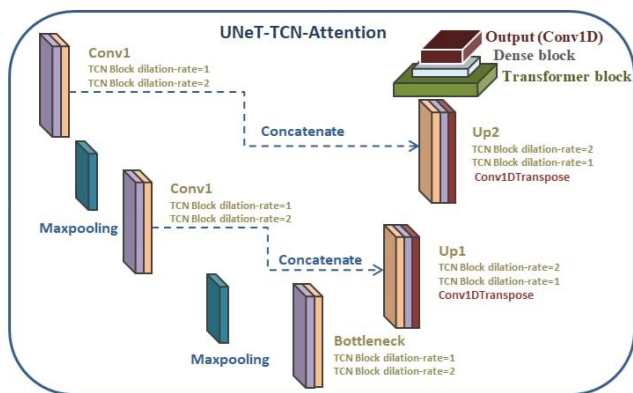 UNeT-TCN-Attention
Output (Conv1D)
Dense block
Transformer block
Conv1
TCN Block dilation-rate=1
TCN Block dilation-rate=2
Concatenate
Up2
TCN Block dilation-rate=2
TCN Block dilation-rate=1
Conv1DTranspose
Maxpooling
Conv1
TCN Block dilation-rate=1
TCN Block dilation-rate=2
Concatenate
Up1
TCN Block dilation-rate=2
TCN Block dilation-rate=1
Conv1DTranspose
Maxpooling
Bottleneck
TCN Block dilation-rate=1
TCN Block dilation-rate=2